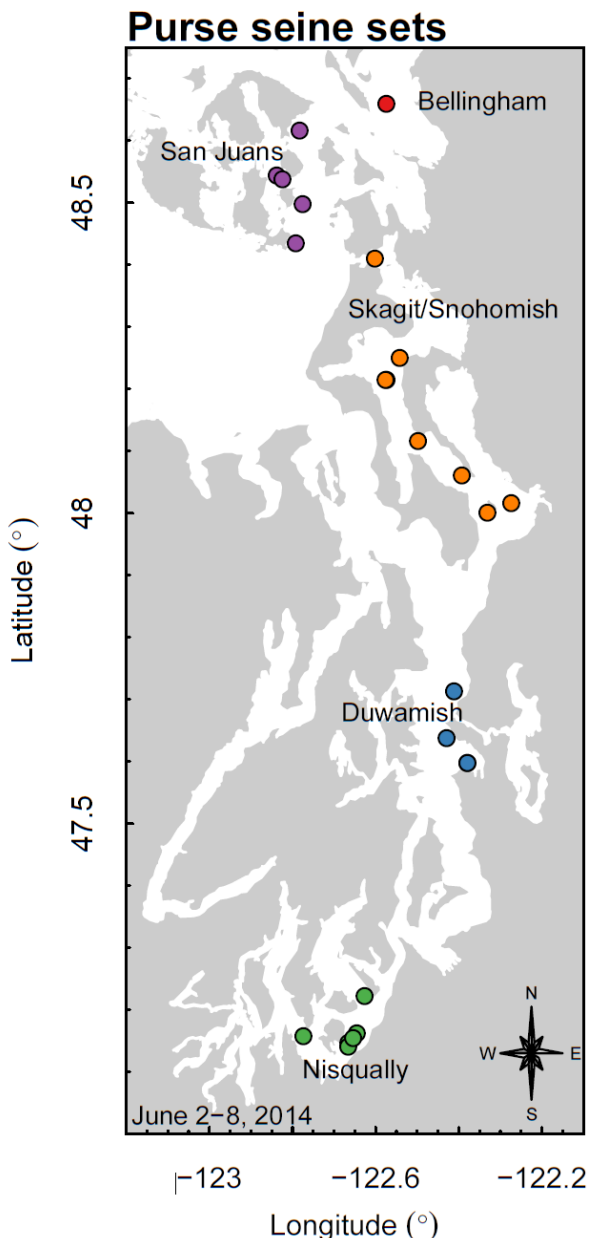 Purse seine sets
Bellingham
San Juans
48.5
Skagit/Snohomish
48
Latitude (°)
Duwamish
47.5
N
W E
S
Nisqually
June 2−8, 2014
−123 −122.6 −122.2
Longitude (°)